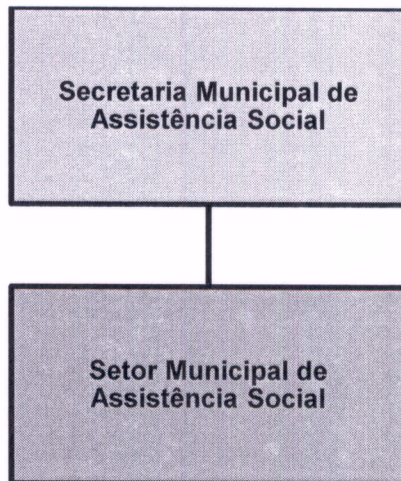 Secretaria Municipal de
Assistência Social
Setor Municipal de
Assistência Social